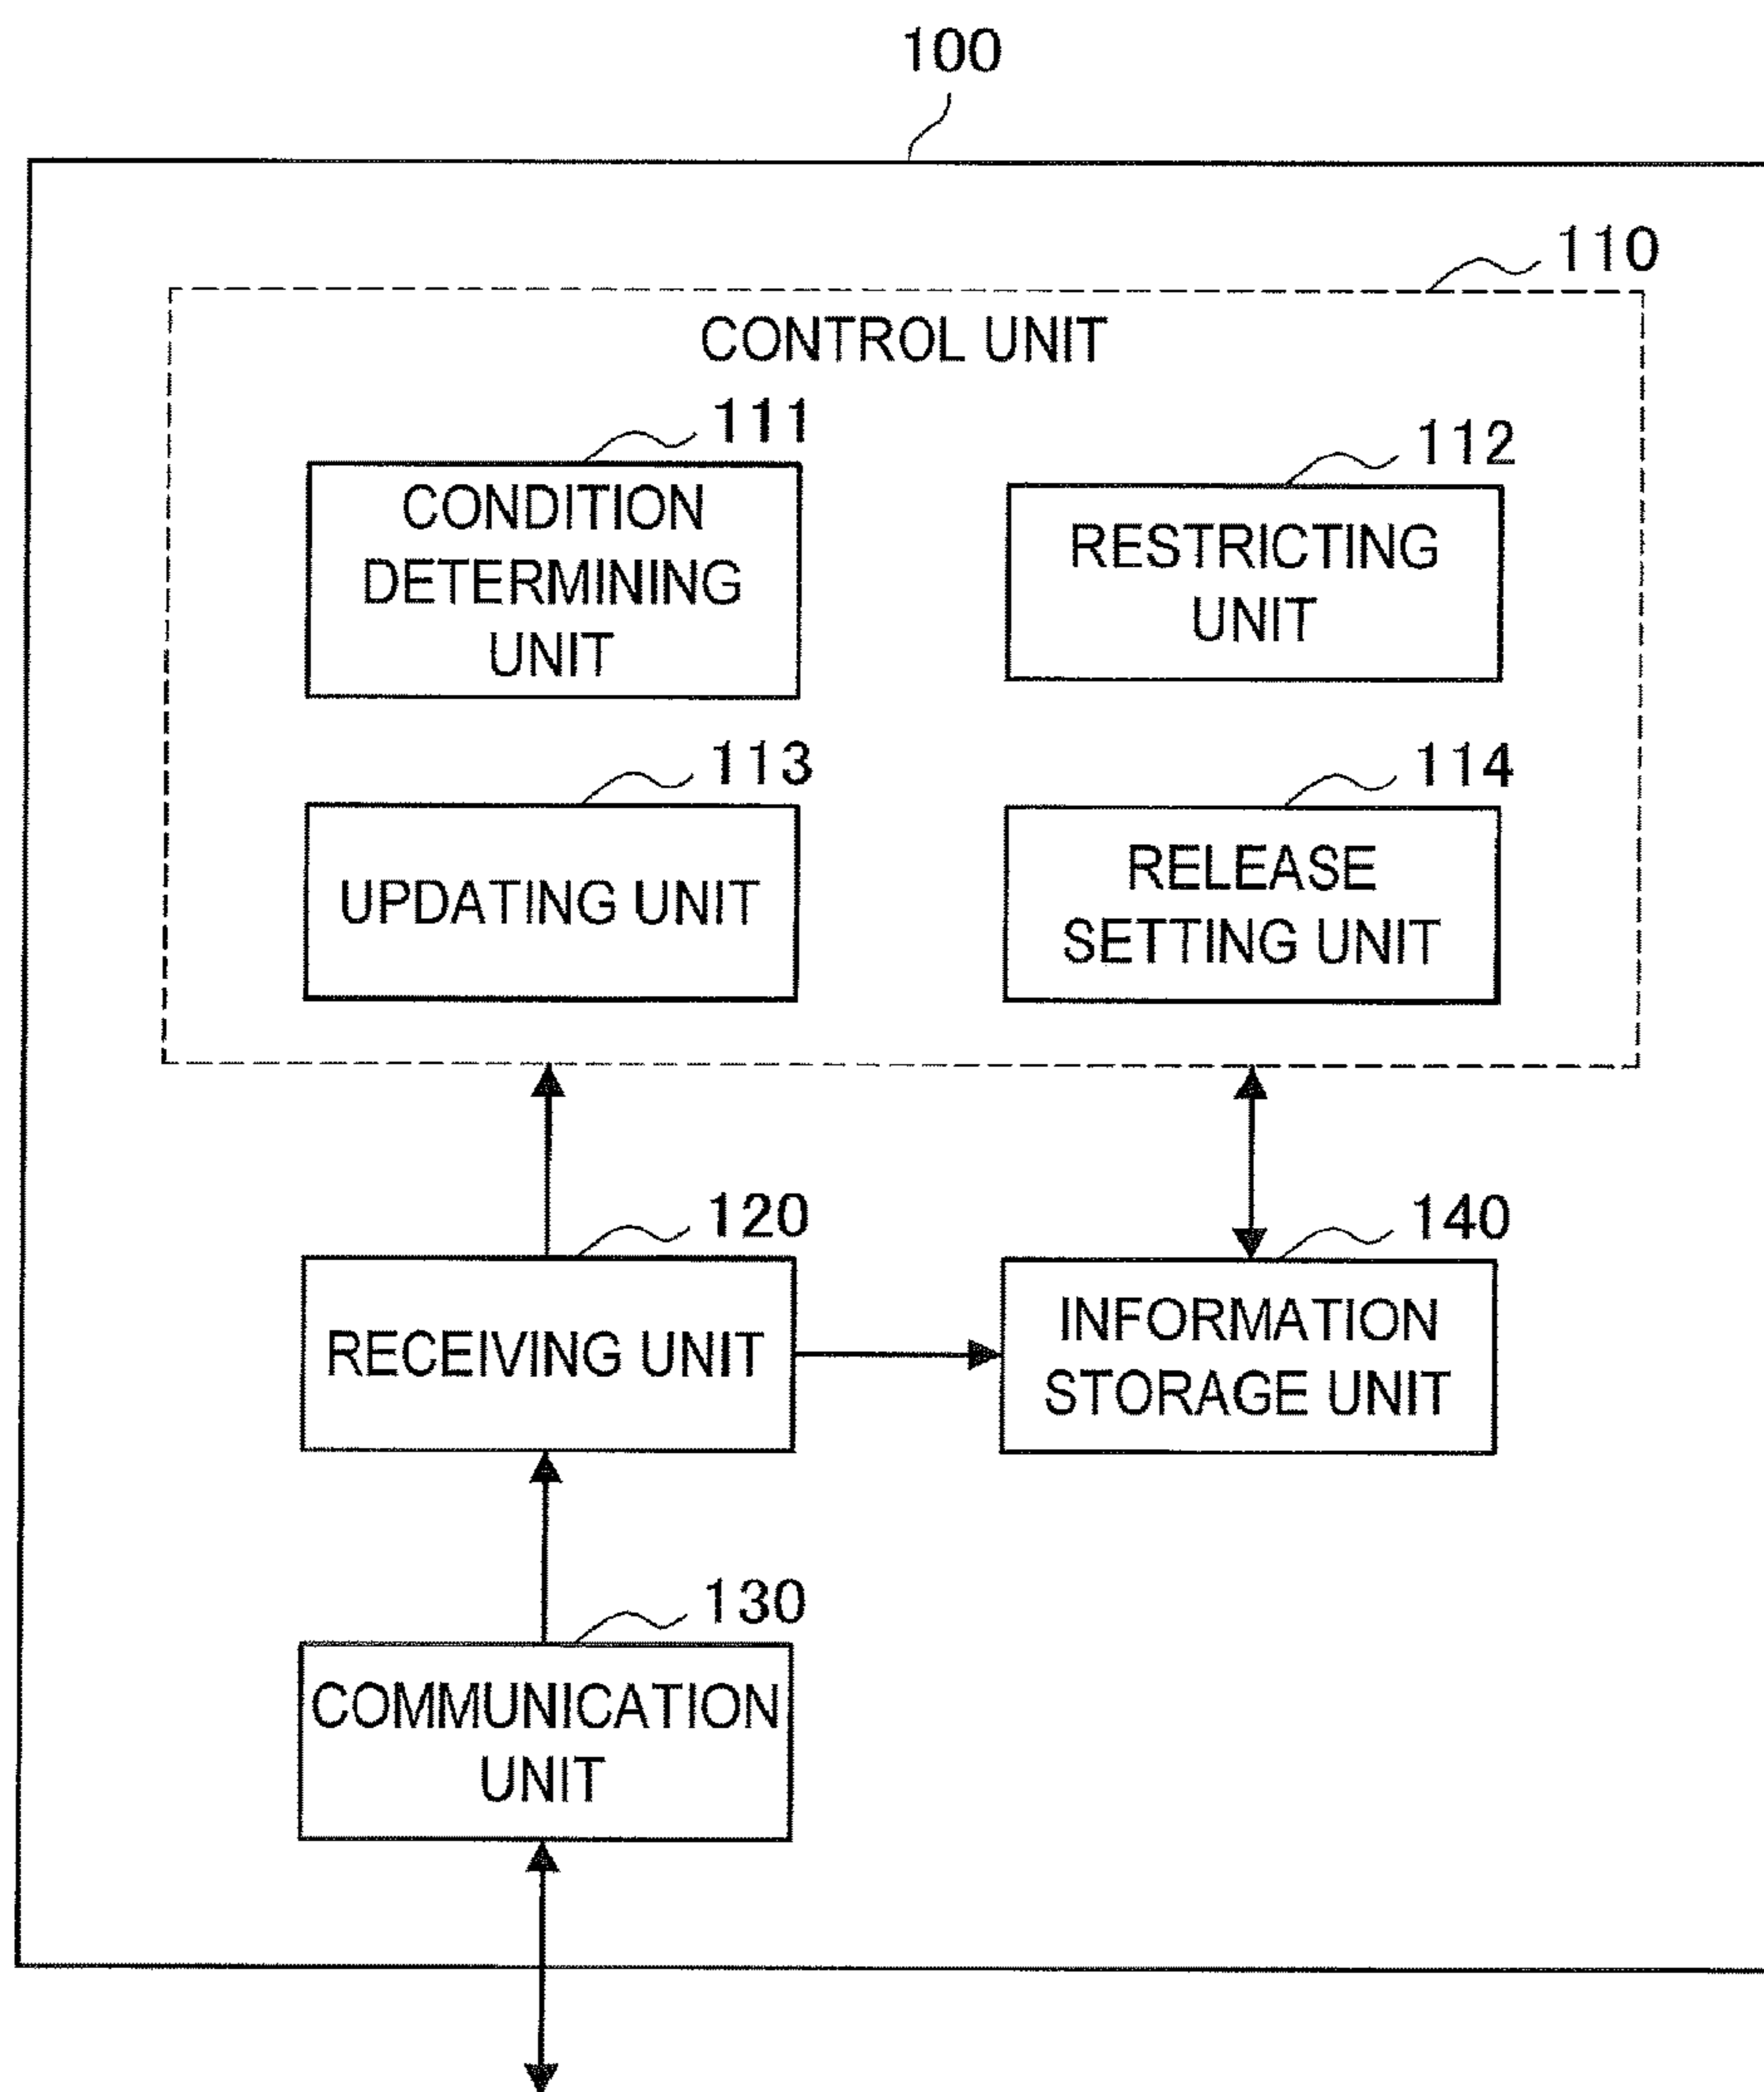 100
110
CONTROL UNIT
111
CONDITION
DETERMINING
UNIT
112
RESTRICTING
UNIT
113
UPDATING UNIT
114
RELEASE
SETTING UNIT
120
RECEIVING UNIT
140
INFORMATION
STORAGE UNIT
130
COMMUNICATION
UNIT